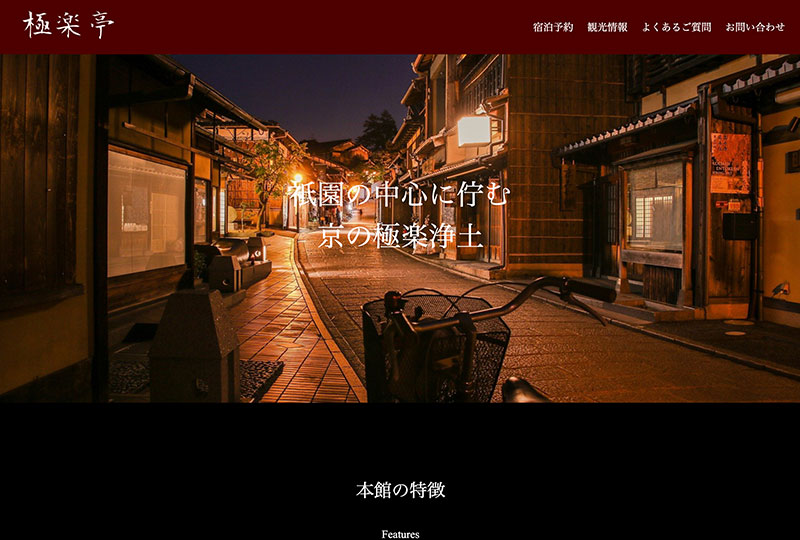 極楽亭
宿泊予約 観光情報 よくあるご質問 お問い合わせ
祇園の中心に佇む
京の極楽浄土
本館の特徴
Features